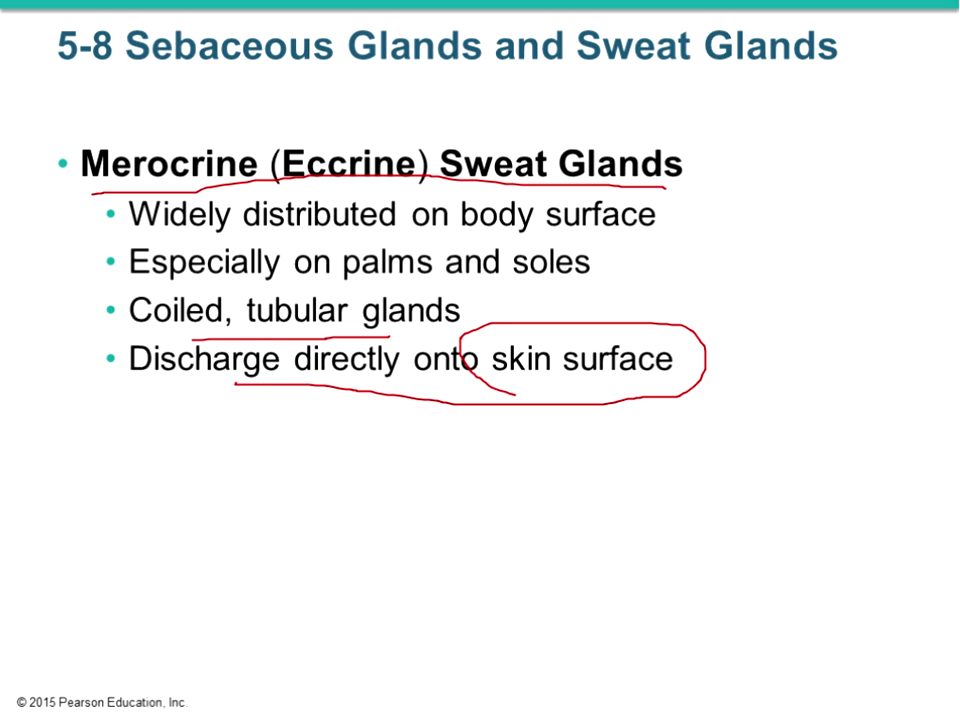 5-8 Sebaceous Glands and Sweat Glands
• Merocrine (Eccrine) Sweat Glands
• Widely distributed on body surface
• Especially on palms and soles
• Coiled, tubular glands
• Discharge directly onto skin surface
© 2015 Pearson Education, Inc.